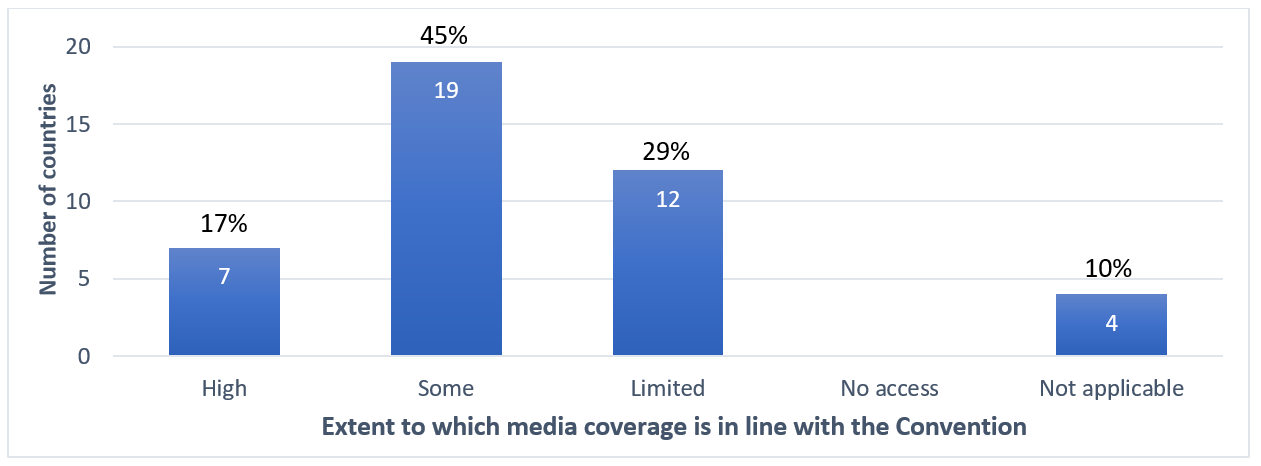 Number of countries
20
15
10
5
0
17%
7
45%
19
29%
12
10%
4
High
Some
Limited
No access
Not applicable
Extent to which media coverage is in line with the Convention